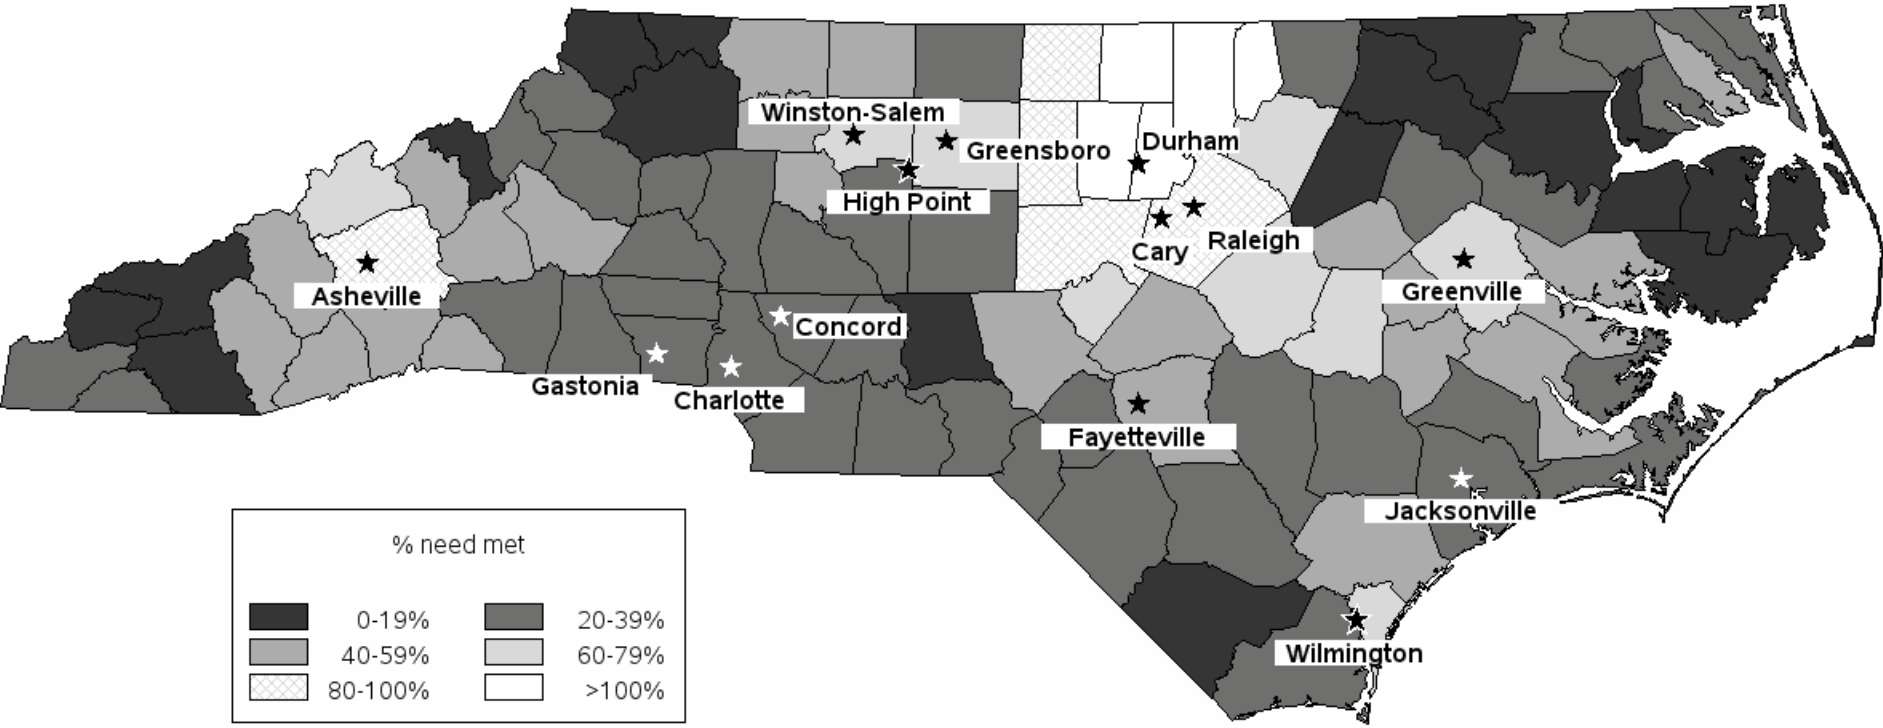 Winston-Salem
Greensboro
Durham
High Point
Cary
Raleigh
Asheville
Greenville
Concord
Gastonia
Charlotte
Fayetteville
Jacksonville
Wilmington
% need met
0-19% 20-39%
40-59% 60-79%
80-100% >100%